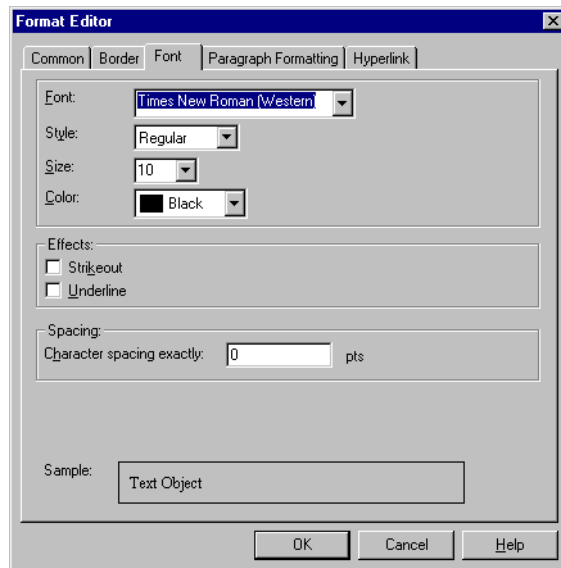 Format Editor
Common Border Font Paragraph Formatting Hyperlink
Font: Times New Roman (Western)
Style: Regular
Size: 10
Color: Black
Effects:
Strikeout
Underline
Spacing:
Character spacing exactly: 0 pts
Sample: Text Object
OK Cancel Help